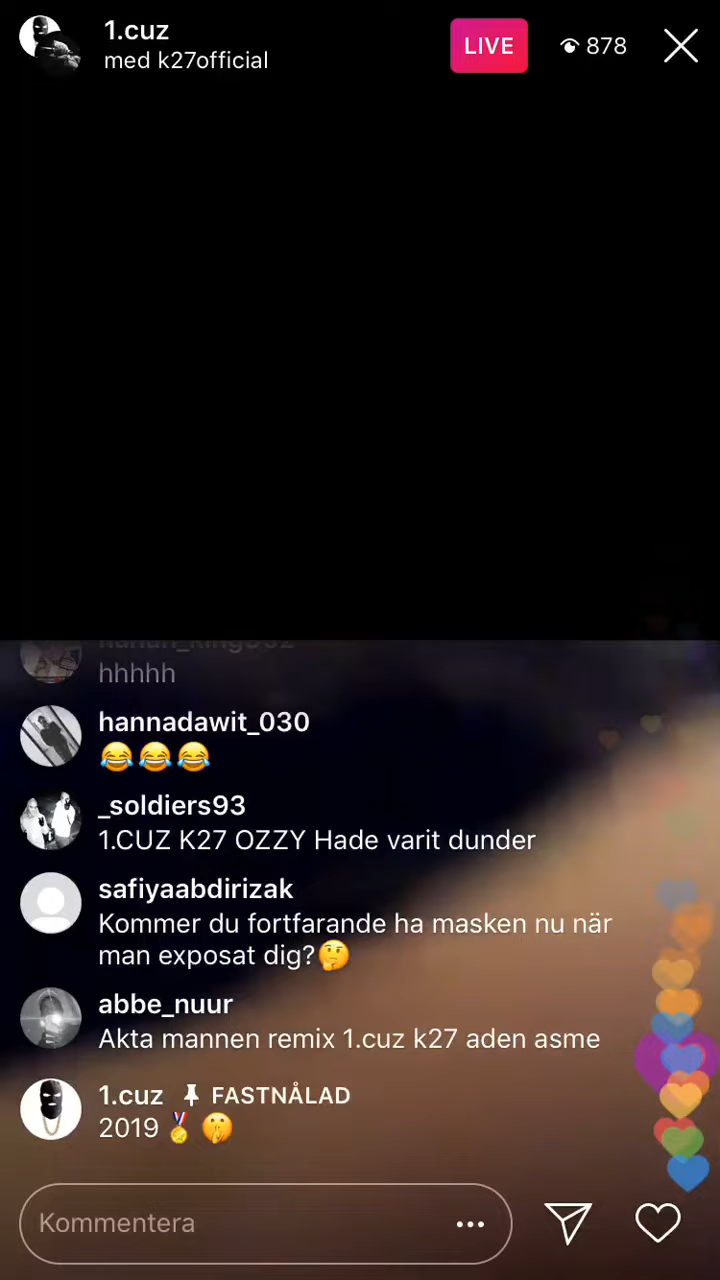 1.cuz
med k27official
LIVE
878
hhhhh
hannadawit_030
😂😂😂
_soldiers93
1.CUZ K27 OZZY Hade varit dunder
safiyaabdirizak
Kommer du fortfarande ha masken nu när
man exposat dig?🤔
abbe_nuur
Akta mannen remix 1.cuz k27 aden asme
1.cuz 📌 FASTNÅLAD
2019 🏅 🤫
Kommentera